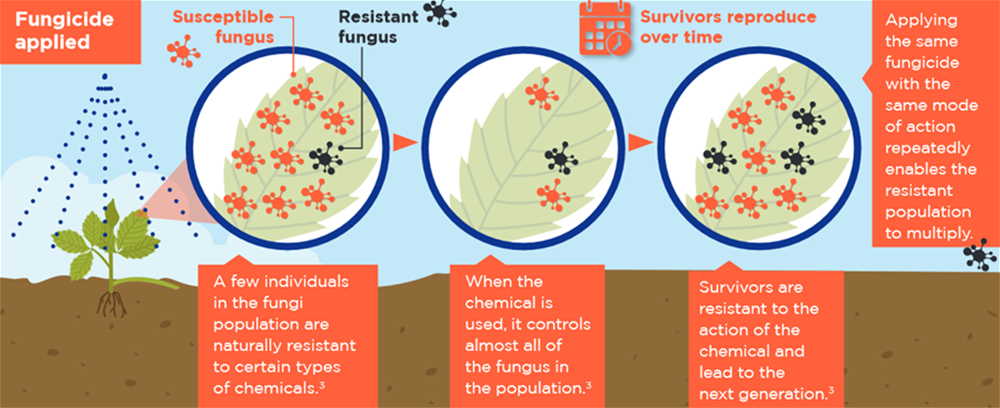 Fungicide
applied
Susceptible
fungus
Resistant
fungus
Survivors reproduce
over time
Applying
the same
fungicide
with the
same mode
of action
repeatedly
enables the
resistant
population
to multiply.
A few individuals
in the fungi
population are
naturally resistant
to certain types
of chemicals.³
When the
chemical is
used, it controls
almost all of
the fungus in
the population.³
Survivors are
resistant to the
action of the
chemical and
lead to the
next generation.³